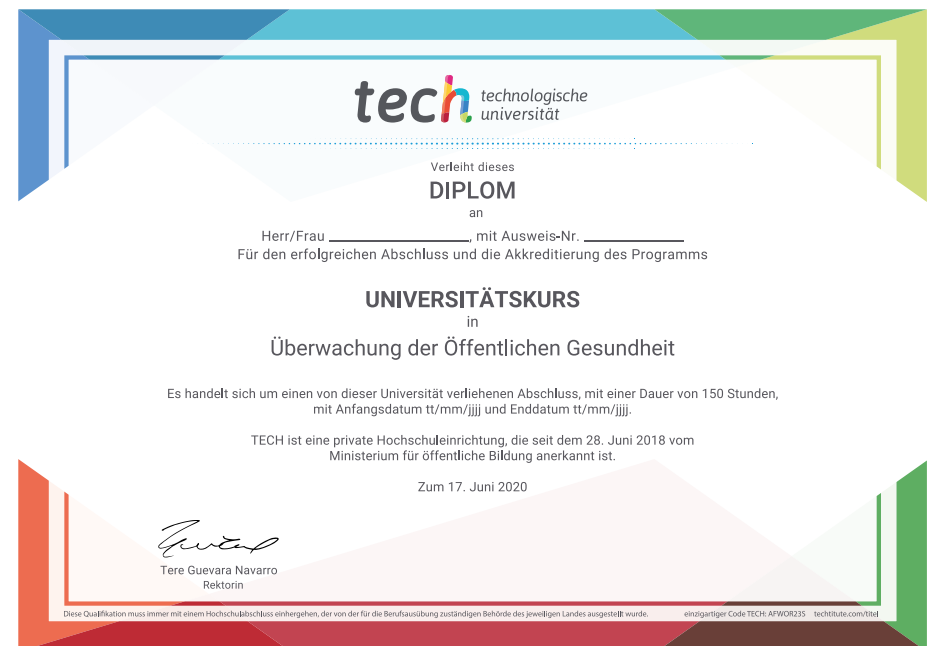 tech technologische
universität
Verleiht dieses
DIPLOM
an
Herr/Frau ________________, mit Ausweis-Nr. ____________
Für den erfolgreichen Abschluss und die Akkreditierung des Programms
UNIVERSITÄTSKURS
in
Überwachung der Öffentlichen Gesundheit
Es handelt sich um einen von dieser Universität verliehenen Abschluss, mit einer Dauer von 150 Stunden,
mit Anfangsdatum tt/mm/jjjj und Enddatum tt/mm/jjjj.
TECH ist eine private Hochschuleinrichtung, die seit dem 28. Juni 2018 vom
Ministerium für öffentliche Bildung anerkannt ist.
Zum 17. Juni 2020
Tere Guevara Navarro
Rektorin
Diese Qualifikation muss immer mit einem Hochschulabschluss einhergehen, der von der für die Berufsausübung zuständigen Behörde des jeweiligen Landes ausgestellt wurde. einzigartiger Code TECH: AFWOR23S techtitute.com/titel